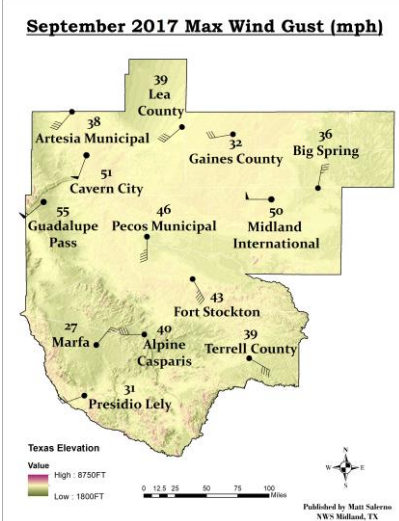 September 2017 Max Wind Gust (mph)
39
Lea
County
38
Artesia Municipal
32
Gaines County
36
Big Spring
51
Cavern City
55
Guadalupe
Pass
46
Pecos Municipal
50
Midland
International
43
Fort Stockton
27
Marfa
40
Alpine
Casparis
39
Terrell County
31
Presidio Lely
Texas Elevation
Value
High : 8750FT
Low : 1800FT
0 12.5 25 50 75 100
Miles
N
W E
S
Published by Matt Salerno
NWS Midland, TX